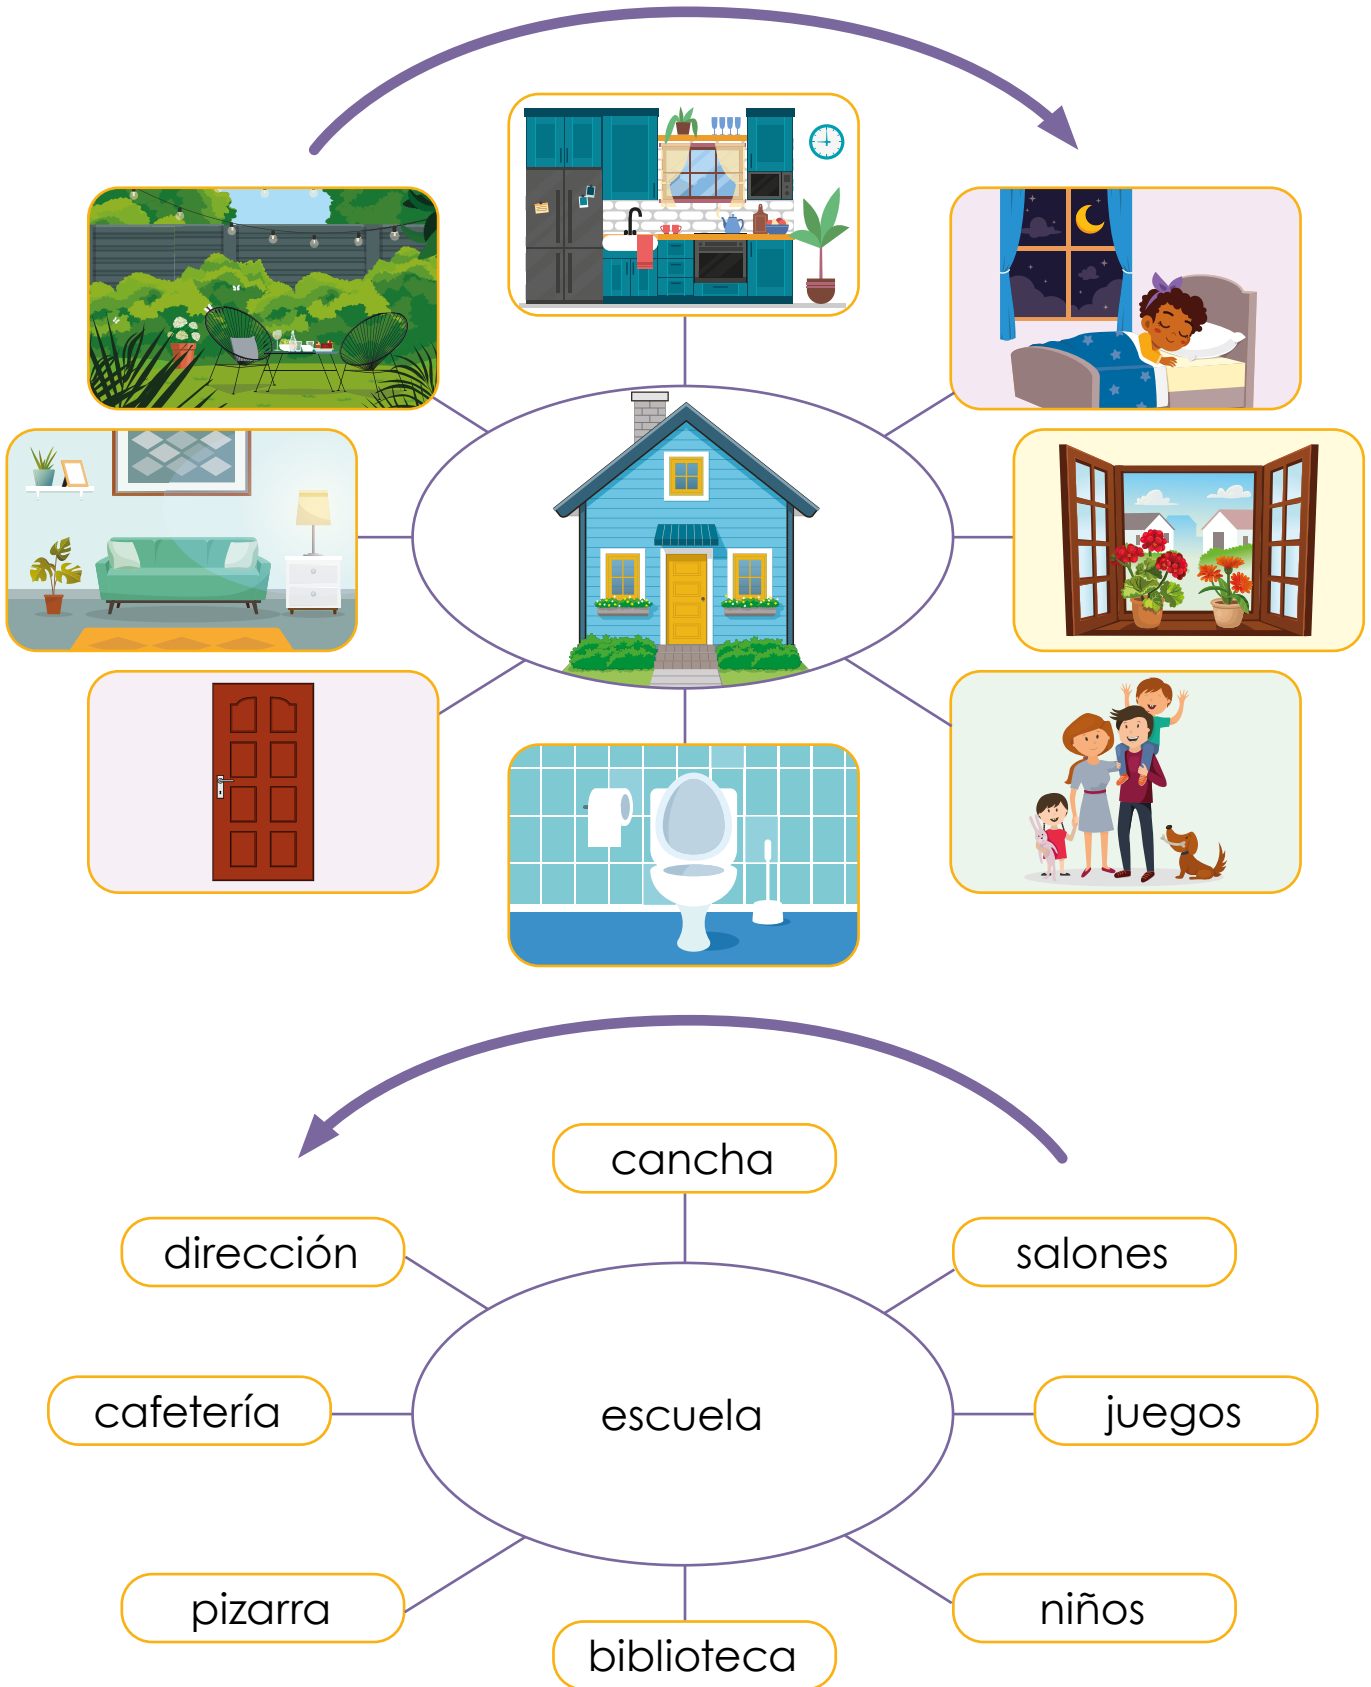 cancha
dirección
salones
cafetería
escuela
juegos
pizarra
niños
biblioteca